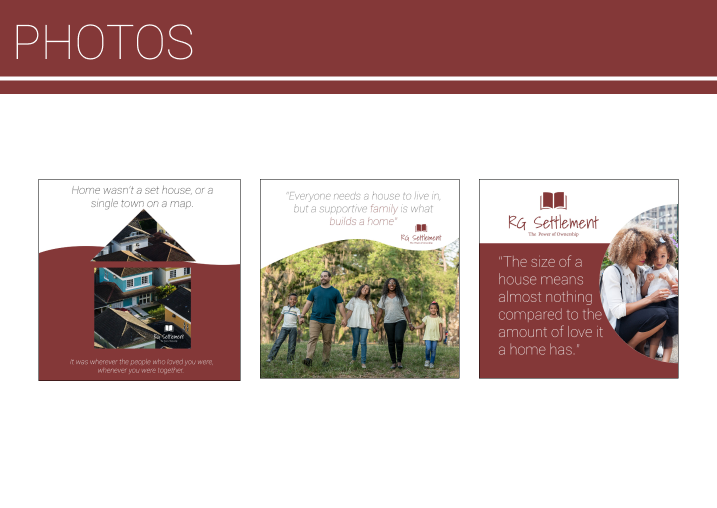 PHOTOS
Home wasn't a set house, or a
single town on a map.
RG Settlement
It was wherever the people who loved you were,
whenever you were together.
"Everyone needs a house to live in,
but a supportive family is what
builds a home"
RG Settlement
RG Settlement
The Power of Ownership
"The size of a
house means
almost nothing
compared to the
amount of love it
a home has."